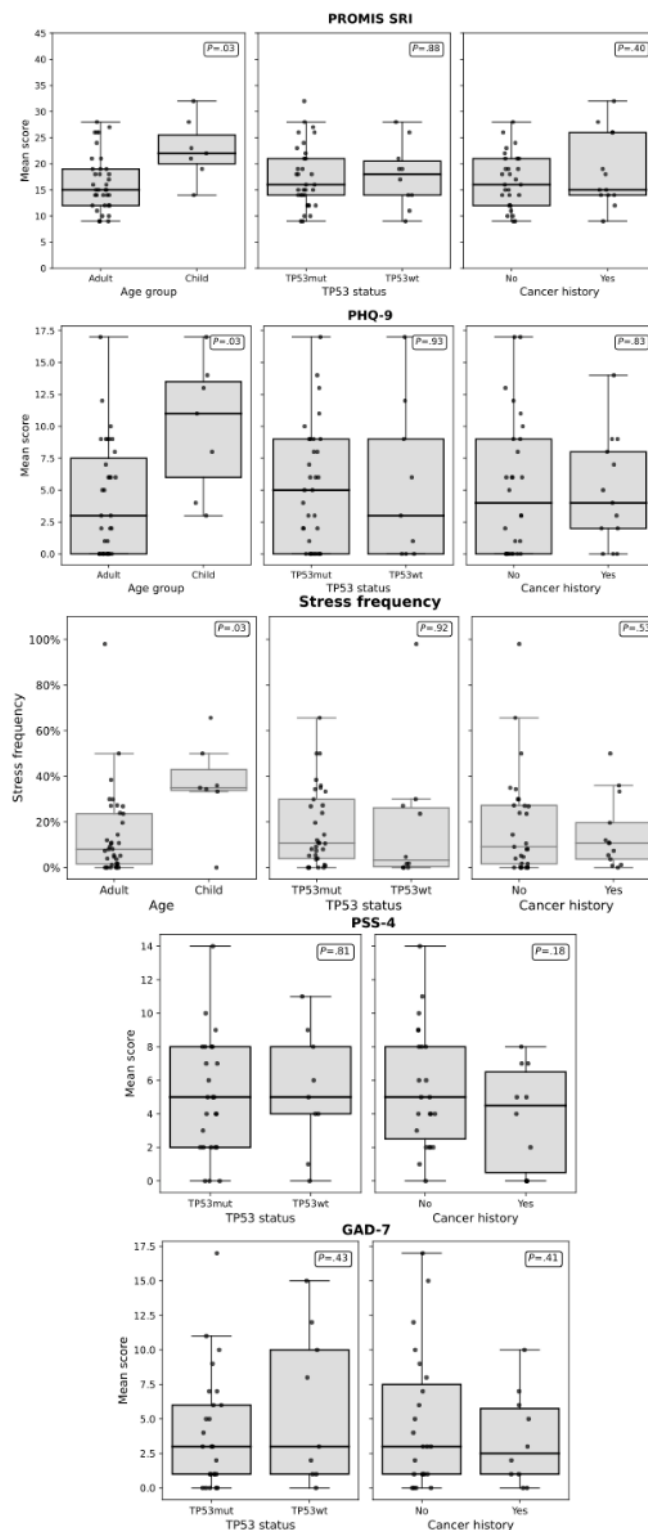 PROMIS SRI
Mean score
45
40
35
30
25
20
15
10
5
0
P=.03
P=.88
P=.40
Adult Child TP53mut TP53wt No Yes
Age group TP53 status Cancer history
PHQ-9
Mean score
17.5
15.0
12.5
10.0
7.5
5.0
2.5
0.0
P=.03
P=.93
P=.83
Adult Child TP53mut TP53wt No Yes
Age group TP53 status Cancer history
Stress frequency
Stress frequency
100%
80%
60%
40%
20%
0%
P=.03
P=.92
P=.53
Adult Child TP53mut TP53wt No Yes
Age TP53 status Cancer history
PSS-4
Mean score
14
12
10
8
6
4
2
0
P=.81
P=.18
TP53mut TP53wt No Yes
TP53 status Cancer history
GAD-7
Mean score
17.5
15.0
12.5
10.0
7.5
5.0
2.5
0.0
P=.43
P=.41
TP53mut TP53wt No Yes
TP53 status Cancer history